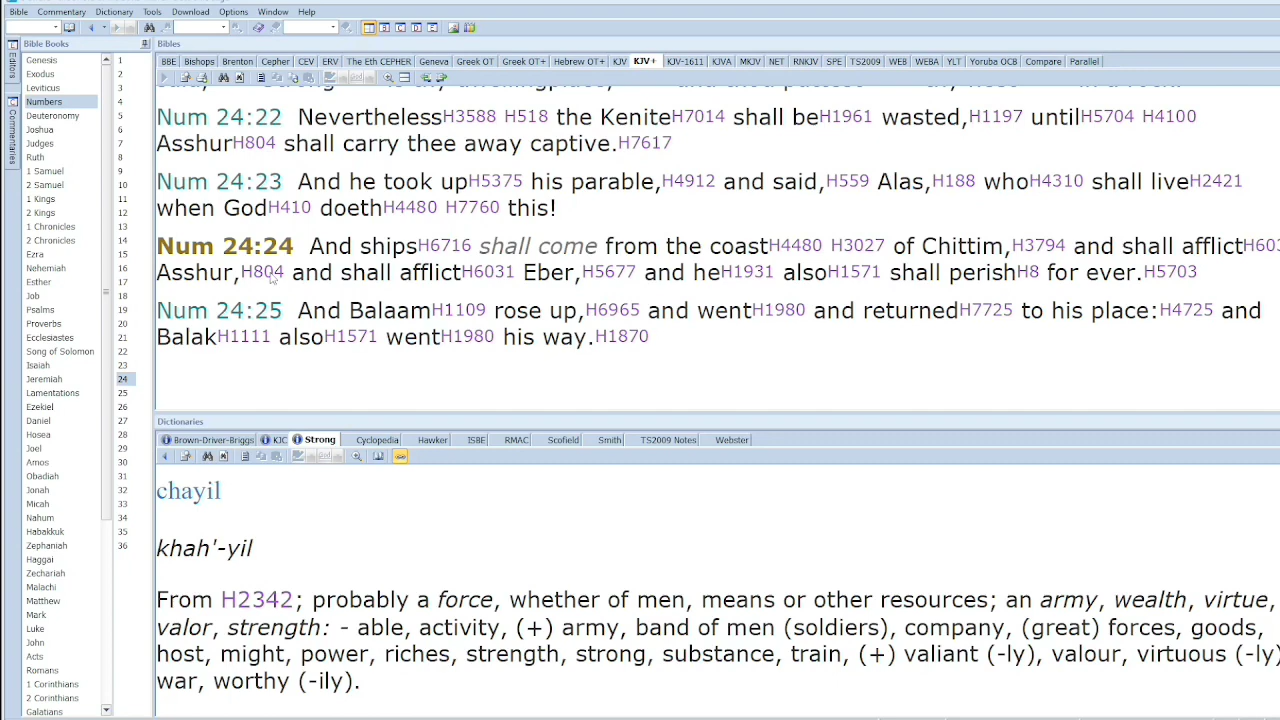 Bible Commentary Dictionary Tools Download Options Window Help
Bible Books
Genesis
Exodus
Leviticus
Numbers
Deuteronomy
Joshua
Judges
Ruth
1 Samuel
2 Samuel
1 Kings
2 Kings
1 Chronicles
2 Chronicles
Ezra
Nehemiah
Esther
Job
Psalms
Proverbs
Ecclesiastes
Song of Solomon
Isaiah
Jeremiah
Lamentations
Ezekiel
Daniel
Hosea
Joel
Amos
Obadiah
Jonah
Micah
Nahum
Habakkuk
Zephaniah
Haggai
Zechariah
Malachi
Matthew
Mark
Luke
John
Acts
Romans
1 Corinthians
2 Corinthians
Galatians
1
2
3
4
5
6
7
8
9
10
11
12
13
14
15
16
17
18
19
20
21
22
23
24
25
26
27
28
29
30
31
32
33
34
35
36
Editors
Commentaries
Bibles
BBE Bishops Brenton Cepher CEV ERV The Eth CEPHER Geneva Greek OT Greek OT+ Hebrew OT+ KJV KJV+ KJV-1611 KJVA MKJV NET RNKJV SPE TS2009 WEB WEBA YLT Yoruba OCB Compare Parallel
Num 24:22 NeverthelessH3588 H518 the KeniteH7014 shall beH1961 wasted,H1197 untilH5704 H4100
AsshurH804 shall carry thee away captive.H7617
Num 24:23 And he took upH5375 his parable,H4912 and said,H559 Alas,H188 whoH4310 shall liveH2421
when GodH410 doethH4480 H7760 this!
Num 24:24 And shipsH6716 shall come from the coastH4480 H3027 of Chittim,H3794 and shall afflictH603
Asshur,H804 and shall afflictH6031 Eber,H5677 and heH1931 alsoH1571 shall perishH8 for ever.H5703
Num 24:25 And BalaamH1109 rose up,H6965 and wentH1980 and returnedH7725 to his place:H4725 and
BalakH1111 alsoH1571 wentH1980 his way.H1870
Dictionaries
Brown-Driver-Briggs KJC Strong Cyclopedia Hawker ISBE RMAC Scofield Smith TS2009 Notes Webster
chayil
khah'-yil
From H2342; probably a force, whether of men, means or other resources; an army, wealth, virtue,
valor, strength: - able, activity, (+) army, band of men (soldiers), company, (great) forces, goods,
host, might, power, riches, strength, strong, substance, train, (+) valiant (-ly), valour, virtuous (-ly)
war, worthy (-ily).